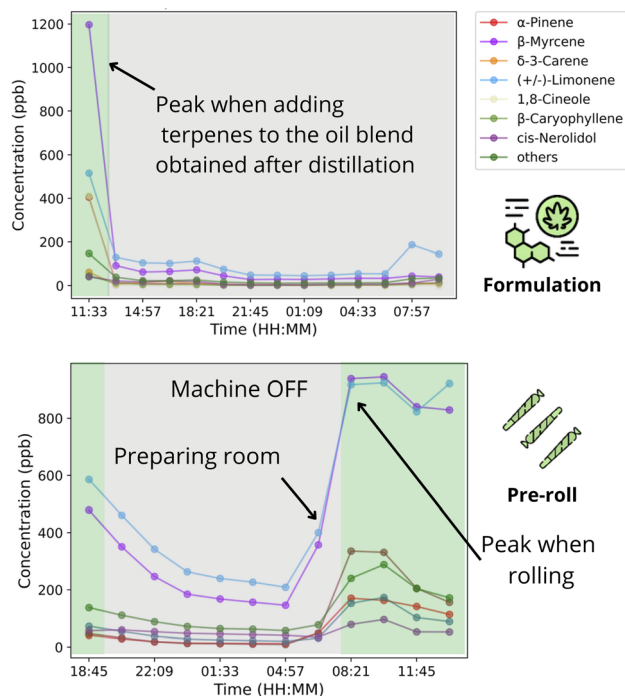 1200
1000
800
600
400
200
0
Concentration (ppb)
Peak when adding
terpenes to the oil blend
obtained after distillation
11:33 14:57 18:21 21:45 01:09 04:33 07:57
Time (HH:MM)
α-Pinene
β-Myrcene
δ-3-Carene
(+/-)-Limonene
1,8-Cineole
β-Caryophyllene
cis-Nerolidol
others
Formulation
800
600
400
200
0
Concentration (ppb)
Machine OFF
Preparing room
18:45 22:09 01:33 04:57 08:21 11:45
Time (HH:MM)
Pre-roll
Peak when
rolling